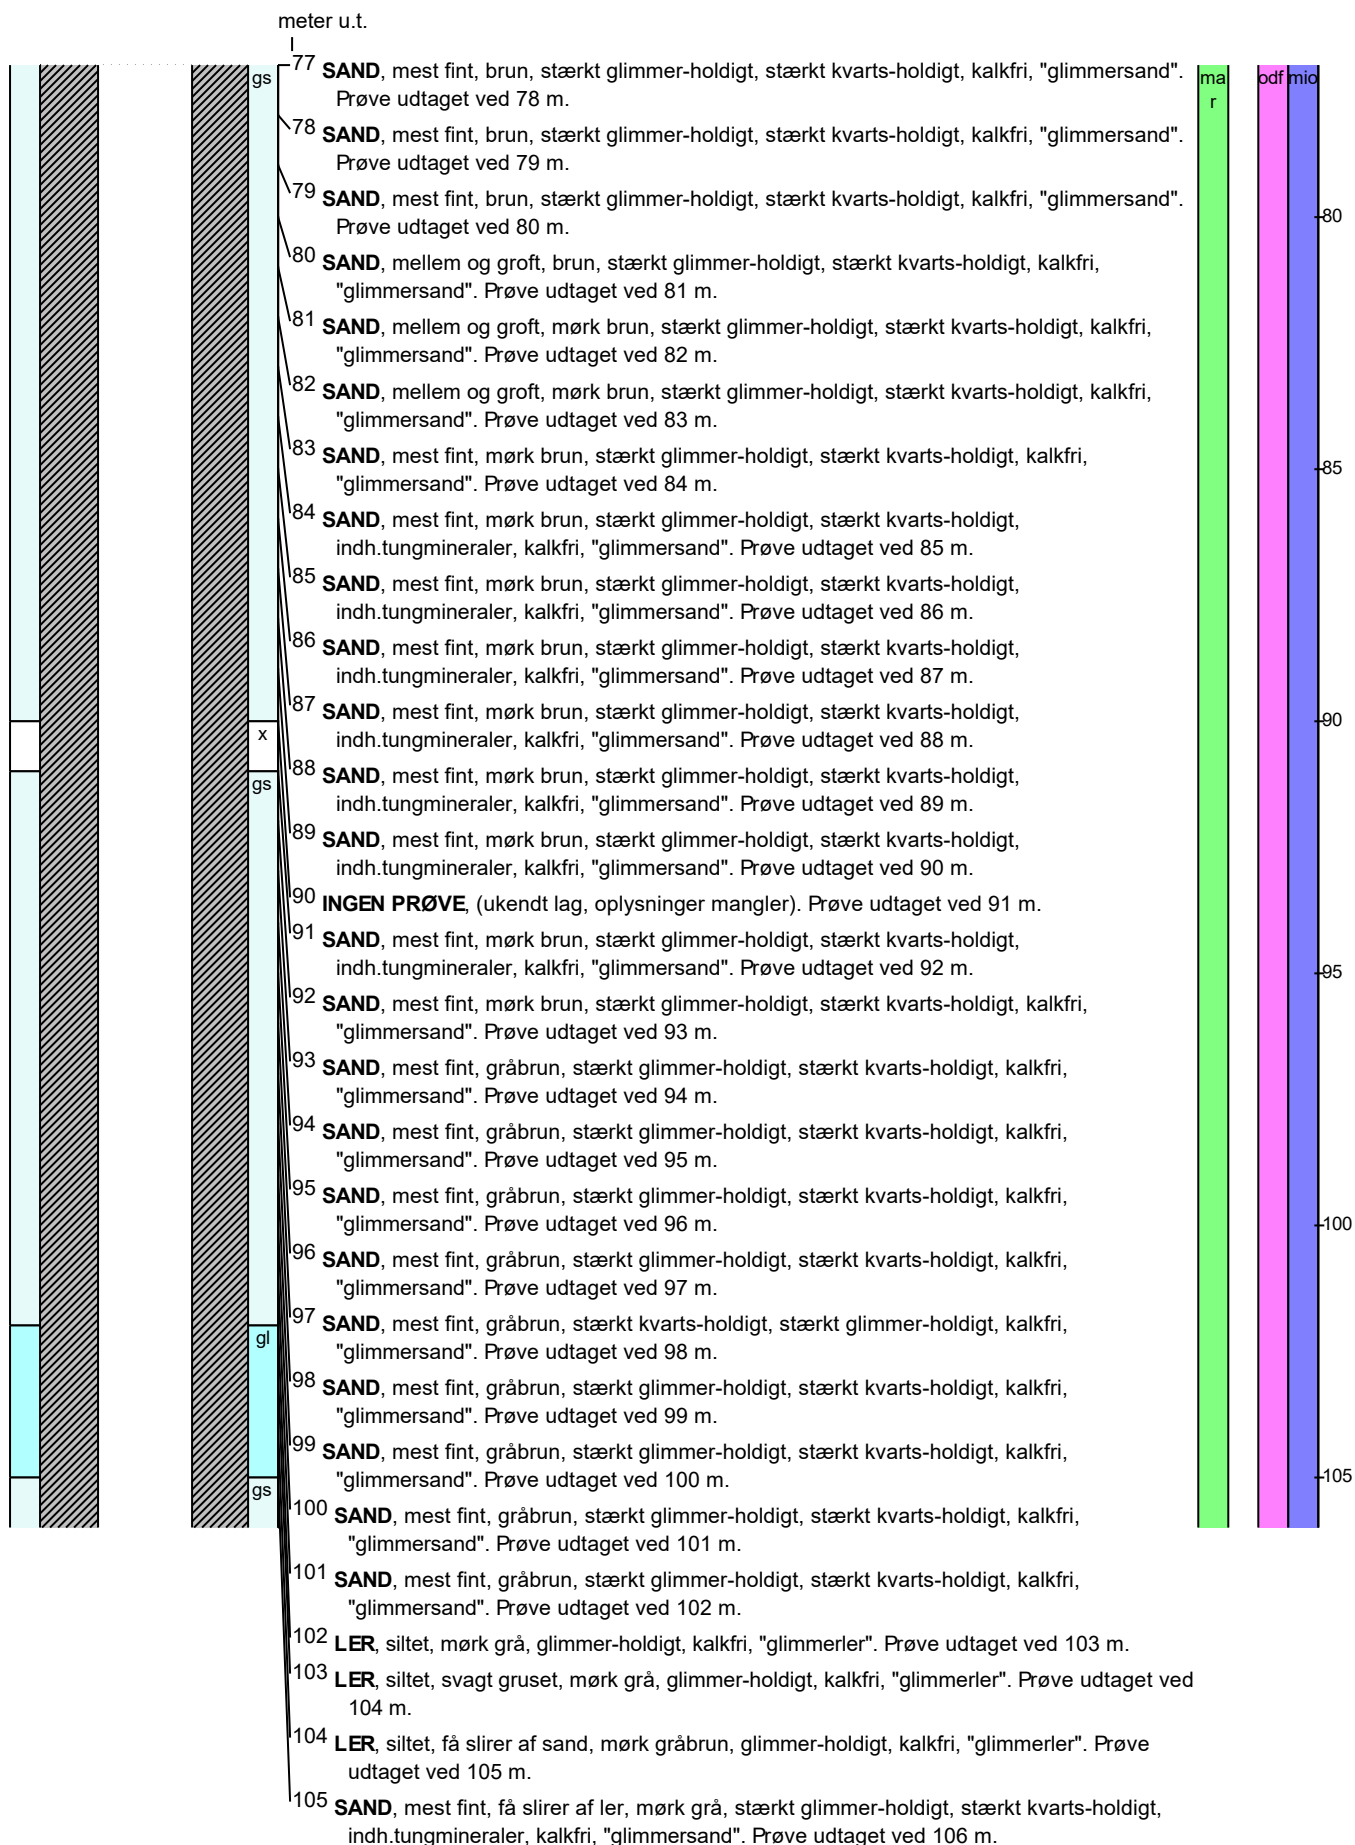 meter u.t.
77 SAND, mest fint, brun, stærkt glimmer-holdigt, stærkt kvarts-holdigt, kalkfri, "glimmersand".
Prøve udtaget ved 78 m.
78 SAND, mest fint, brun, stærkt glimmer-holdigt, stærkt kvarts-holdigt, kalkfri, "glimmersand".
Prøve udtaget ved 79 m.
79 SAND, mest fint, brun, stærkt glimmer-holdigt, stærkt kvarts-holdigt, kalkfri, "glimmersand".
Prøve udtaget ved 80 m.
80 SAND, mellem og groft, brun, stærkt glimmer-holdigt, stærkt kvarts-holdigt, kalkfri,
"glimmersand". Prøve udtaget ved 81 m.
81 SAND, mellem og groft, mørk brun, stærkt glimmer-holdigt, stærkt kvarts-holdigt, kalkfri,
"glimmersand". Prøve udtaget ved 82 m.
82 SAND, mellem og groft, mørk brun, stærkt glimmer-holdigt, stærkt kvarts-holdigt, kalkfri,
"glimmersand". Prøve udtaget ved 83 m.
83 SAND, mest fint, mørk brun, stærkt glimmer-holdigt, stærkt kvarts-holdigt, kalkfri,
"glimmersand". Prøve udtaget ved 84 m.
84 SAND, mest fint, mørk brun, stærkt glimmer-holdigt, stærkt kvarts-holdigt,
indh.tungmineraler, kalkfri, "glimmersand". Prøve udtaget ved 85 m.
85 SAND, mest fint, mørk brun, stærkt glimmer-holdigt, stærkt kvarts-holdigt,
indh.tungmineraler, kalkfri, "glimmersand". Prøve udtaget ved 86 m.
86 SAND, mest fint, mørk brun, stærkt glimmer-holdigt, stærkt kvarts-holdigt,
indh.tungmineraler, kalkfri, "glimmersand". Prøve udtaget ved 87 m.
87 SAND, mest fint, mørk brun, stærkt glimmer-holdigt, stærkt kvarts-holdigt,
indh.tungmineraler, kalkfri, "glimmersand". Prøve udtaget ved 88 m.
88 SAND, mest fint, mørk brun, stærkt glimmer-holdigt, stærkt kvarts-holdigt,
indh.tungmineraler, kalkfri, "glimmersand". Prøve udtaget ved 89 m.
89 SAND, mest fint, mørk brun, stærkt glimmer-holdigt, stærkt kvarts-holdigt,
indh.tungmineraler, kalkfri, "glimmersand". Prøve udtaget ved 90 m.
90 INGEN PRØVE, (ukendt lag, oplysninger mangler). Prøve udtaget ved 91 m.
91 SAND, mest fint, mørk brun, stærkt glimmer-holdigt, stærkt kvarts-holdigt,
indh.tungmineraler, kalkfri, "glimmersand". Prøve udtaget ved 92 m.
92 SAND, mest fint, mørk brun, stærkt glimmer-holdigt, stærkt kvarts-holdigt, kalkfri,
"glimmersand". Prøve udtaget ved 93 m.
93 SAND, mest fint, gråbrun, stærkt glimmer-holdigt, stærkt kvarts-holdigt, kalkfri,
"glimmersand". Prøve udtaget ved 94 m.
94 SAND, mest fint, gråbrun, stærkt glimmer-holdigt, stærkt kvarts-holdigt, kalkfri,
"glimmersand". Prøve udtaget ved 95 m.
95 SAND, mest fint, gråbrun, stærkt glimmer-holdigt, stærkt kvarts-holdigt, kalkfri,
"glimmersand". Prøve udtaget ved 96 m.
96 SAND, mest fint, gråbrun, stærkt glimmer-holdigt, stærkt kvarts-holdigt, kalkfri,
"glimmersand". Prøve udtaget ved 97 m.
97 SAND, mest fint, gråbrun, stærkt kvarts-holdigt, stærkt glimmer-holdigt, kalkfri,
"glimmersand". Prøve udtaget ved 98 m.
98 SAND, mest fint, gråbrun, stærkt glimmer-holdigt, stærkt kvarts-holdigt, kalkfri,
"glimmersand". Prøve udtaget ved 99 m.
99 SAND, mest fint, gråbrun, stærkt glimmer-holdigt, stærkt kvarts-holdigt, kalkfri,
"glimmersand". Prøve udtaget ved 100 m.
100 SAND, mest fint, gråbrun, stærkt glimmer-holdigt, stærkt kvarts-holdigt, kalkfri,
"glimmersand". Prøve udtaget ved 101 m.
101 SAND, mest fint, gråbrun, stærkt glimmer-holdigt, stærkt kvarts-holdigt, kalkfri,
"glimmersand". Prøve udtaget ved 102 m.
102 LER, siltet, mørk grå, glimmer-holdigt, kalkfri, "glimmerler". Prøve udtaget ved 103 m.
103 LER, siltet, svagt gruset, mørk grå, glimmer-holdigt, kalkfri, "glimmerler". Prøve udtaget ved
104 m.
104 LER, siltet, få slirer af sand, mørk gråbrun, glimmer-holdigt, kalkfri, "glimmerler". Prøve
udtaget ved 105 m.
105 SAND, mest fint, få slirer af ler, mørk grå, stærkt glimmer-holdigt, stærkt kvarts-holdigt,
indh.tungmineraler, kalkfri, "glimmersand". Prøve udtaget ved 106 m.
gs
x
gs
gl
gs
ma
r
odf
mio
80
85
90
95
100
105